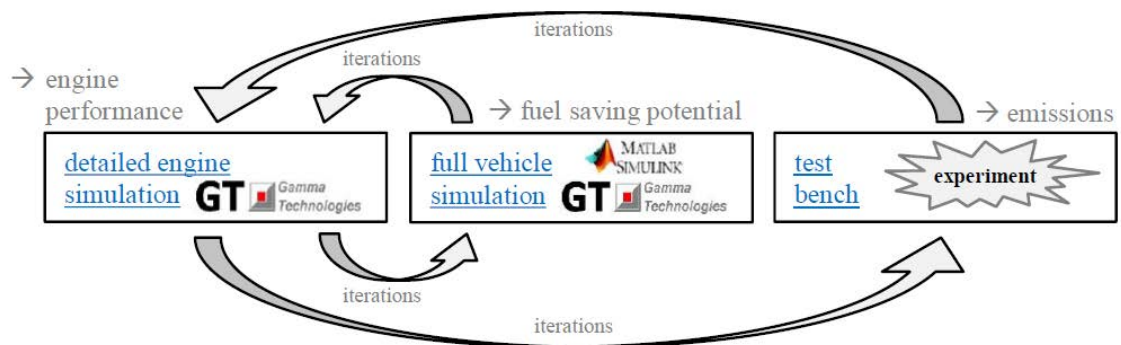 iterations
iterations
→ engine
performance
→ fuel saving potential
→ emissions
detailed engine
simulation
GT Gamma
Technologies
full vehicle
simulation
MATLAB
SIMULINK
GT Gamma
Technologies
test
bench
experiment
iterations
iterations